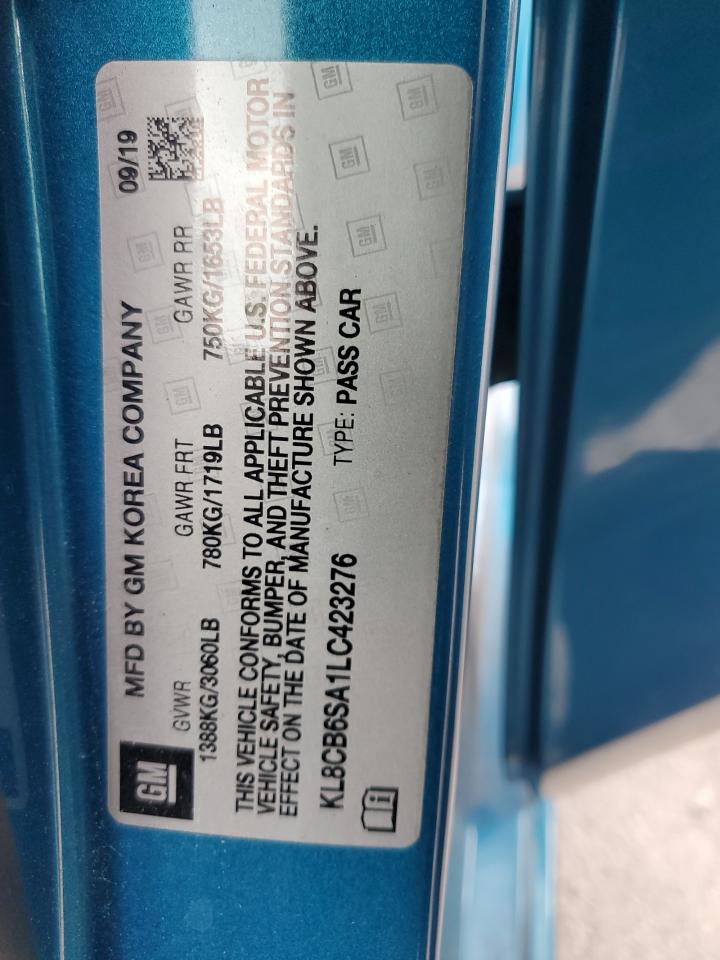 GM
MFD BY GM KOREA COMPANY 09/19
GVWR GAWR FRT GAWR RR
1388KG/3060LB 780KG/1719LB 750KG/1653LB
THIS VEHICLE CONFORMS TO ALL APPLICABLE U.S. FEDERAL MOTOR
VEHICLE SAFETY, BUMPER, AND THEFT PREVENTION STANDARDS IN
EFFECT ON THE DATE OF MANUFACTURE SHOWN ABOVE.
KL8CB6SA1LC423276 TYPE: PASS CAR